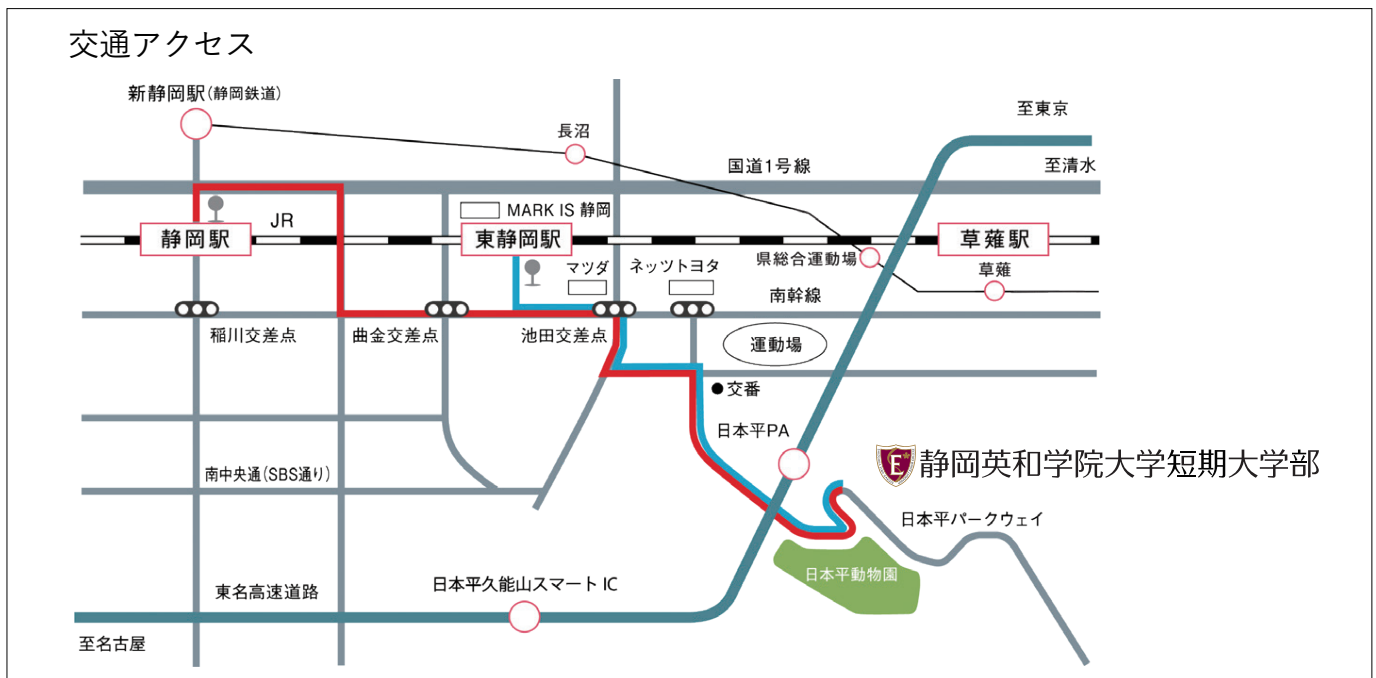 交通アクセス
新静岡駅(静岡鉄道)
至東京
長沼
国道1号線
至清水
MARK IS 静岡
JR
静岡駅
東静岡駅
草薙駅
県総合運動場
マツダ
ネッツトヨタ
草薙
南幹線
稲川交差点
曲金交差点
池田交差点
運動場
交番
日本平PA
E
静岡英和学院大学短期大学部
南中央通(SBS通り)
日本平パークウェイ
日本平動物園
日本平久能山スマート IC
東名高速道路
至名古屋